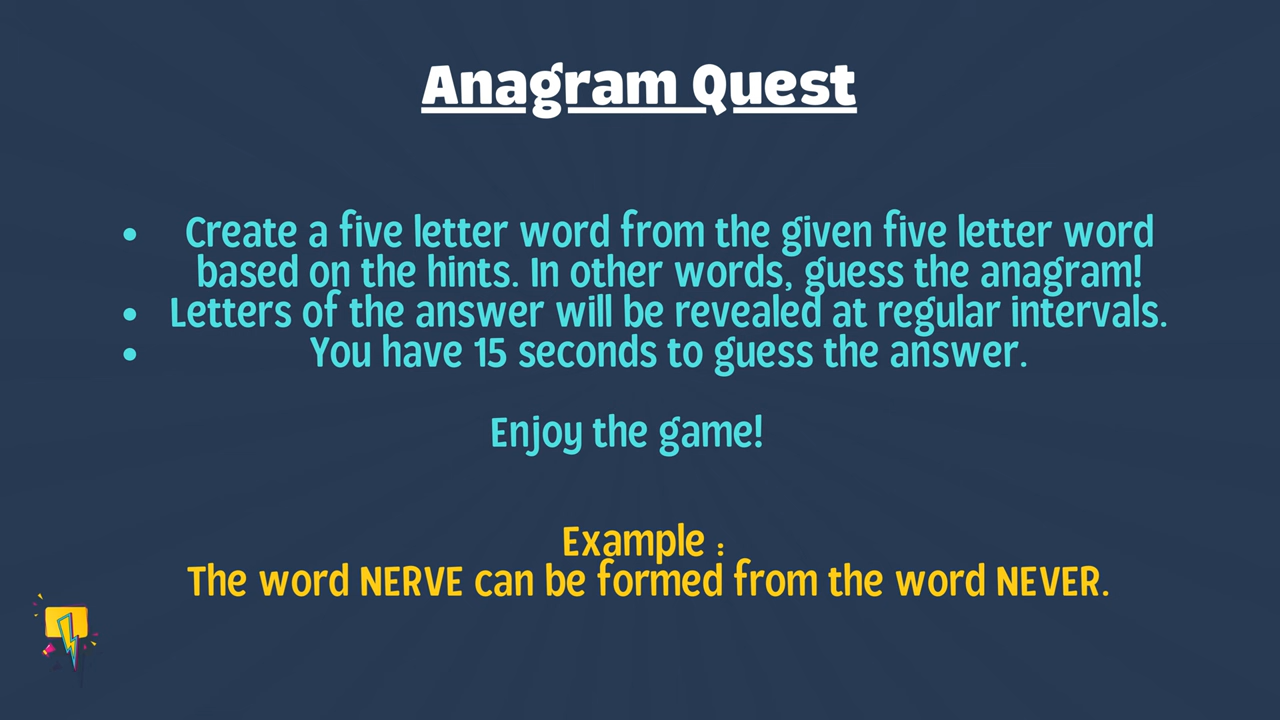 Anagram Quest
• Create a five letter word from the given five letter word
based on the hints. In other words, guess the anagram!
• Letters of the answer will be revealed at regular intervals.
• You have 15 seconds to guess the answer.
Enjoy the game!
Example :
The word NERVE can be formed from the word NEVER.